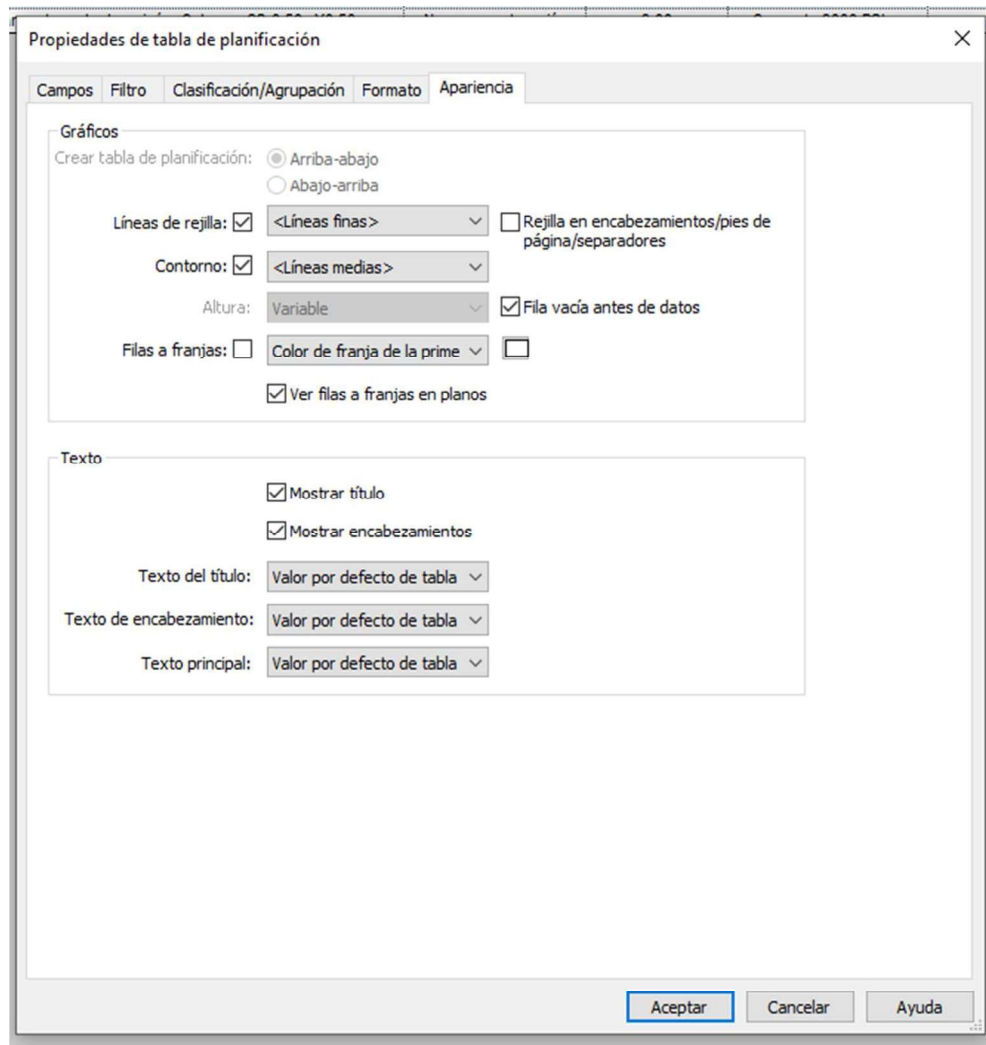 Propiedades de tabla de planificación
Campos Filtro Clasificación/Agrupación Formato Apariencia
Gráficos
Crear tabla de planificación: Arriba-abajo
Abajo-arriba
Líneas de rejilla: <Líneas finas> Rejilla en encabezamientos/pies de
página/separadores
Contorno: <Líneas medias>
Altura: Variable Fila vacía antes de datos
Filas a franjas: Color de franja de la prime
Ver filas a franjas en planos
Texto
Mostrar título
Mostrar encabezamientos
Texto del título: Valor por defecto de tabla
Texto de encabezamiento: Valor por defecto de tabla
Texto principal: Valor por defecto de tabla
Aceptar Cancelar Ayuda